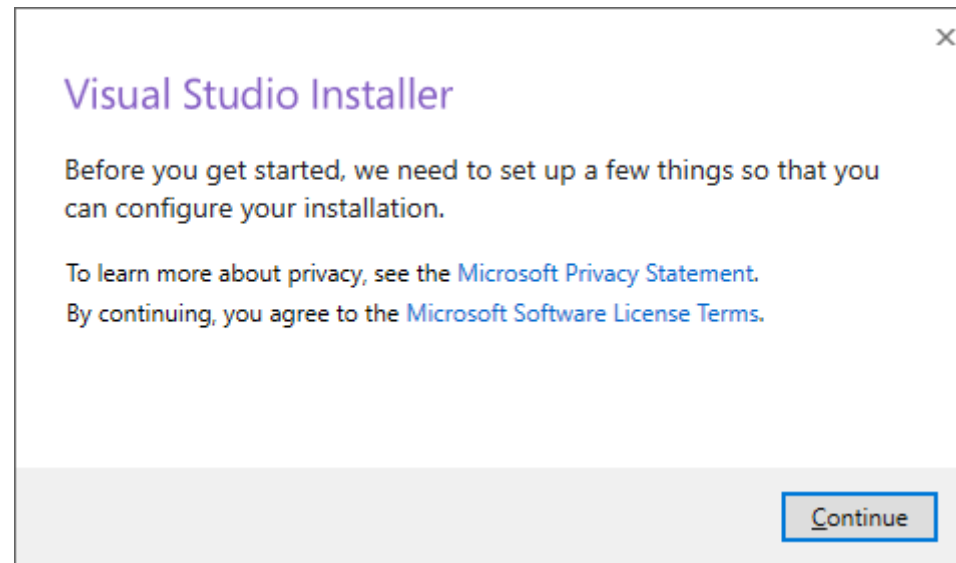 Visual Studio Installer
Before you get started, we need to set up a few things so that you
can configure your installation.
To learn more about privacy, see the Microsoft Privacy Statement.
By continuing, you agree to the Microsoft Software License Terms.
Continue